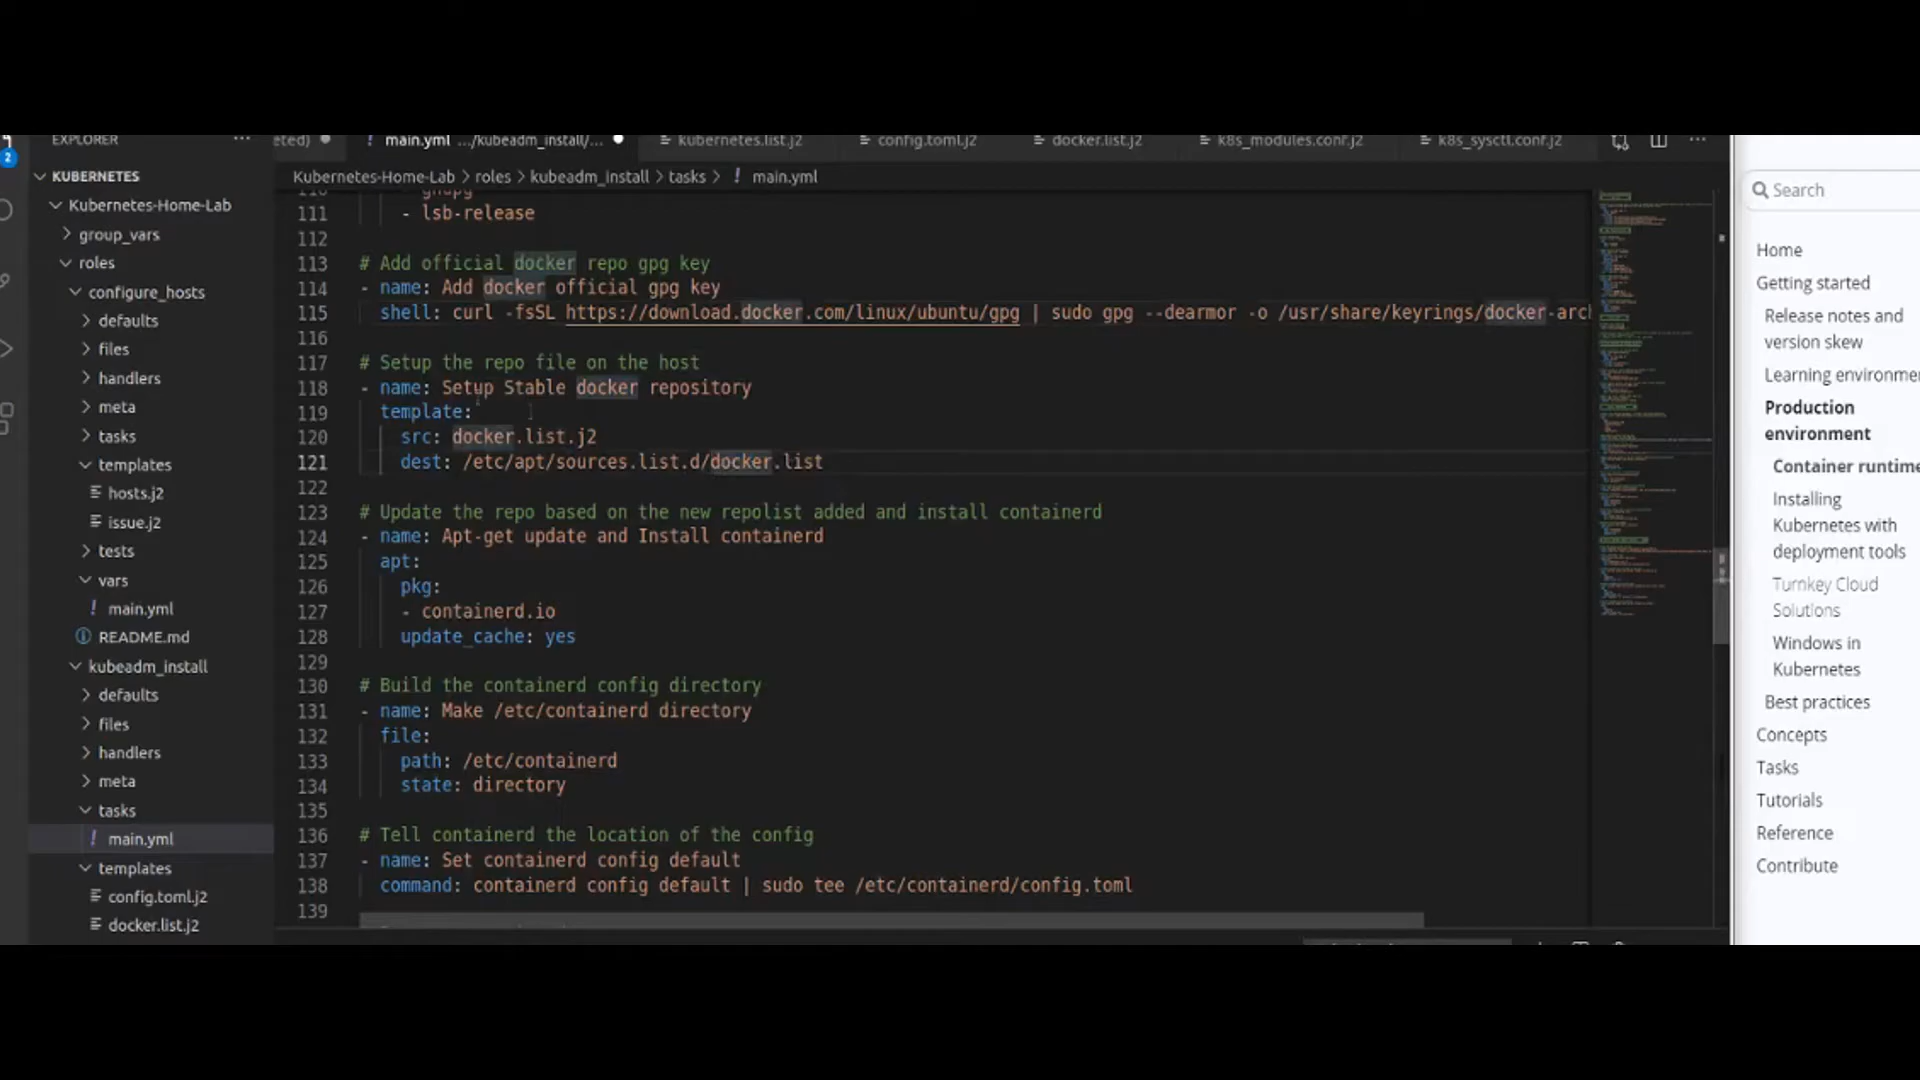 EXPLORER
2
KUBERNETES
Kubernetes-Home-Lab
group_vars
roles
configure_hosts
defaults
files
handlers
meta
tasks
templates
hosts.j2
issue.j2
tests
vars
! main.yml
README.md
kubeadm_install
defaults
files
handlers
meta
tasks
! main.yml
templates
config.toml.j2
docker.list.j2
eted)
! main.yml .../kubeadm_install/...
kubernetes.list.j2
config.toml.j2
docker.list.j2
k8s_modules.conf.j2
k8s_sysctl.conf.j2
Kubernetes-Home-Lab > roles > kubeadm_install > tasks > ! main.yml
110 gnupg
111 - lsb-release
112
113 # Add official docker repo gpg key
114 - name: Add docker official gpg key
115 shell: curl -fsSL https://download.docker.com/linux/ubuntu/gpg | sudo gpg --dearmor -o /usr/share/keyrings/docker-arc
116
117 # Setup the repo file on the host
118 - name: Setup Stable docker repository
119 template:
120 src: docker.list.j2
121 dest: /etc/apt/sources.list.d/docker.list
122
123 # Update the repo based on the new repolist added and install containerd
124 - name: Apt-get update and Install containerd
125 apt:
126 pkg:
127 - containerd.io
128 update_cache: yes
129
130 # Build the containerd config directory
131 - name: Make /etc/containerd directory
132 file:
133 path: /etc/containerd
134 state: directory
135
136 # Tell containerd the location of the config
137 - name: Set containerd config default
138 command: containerd config default | sudo tee /etc/containerd/config.toml
139
Search
Home
Getting started
Release notes and
version skew
Learning environme
Production
environment
Container runtime
Installing
Kubernetes with
deployment tools
Turnkey Cloud
Solutions
Windows in
Kubernetes
Best practices
Concepts
Tasks
Tutorials
Reference
Contribute